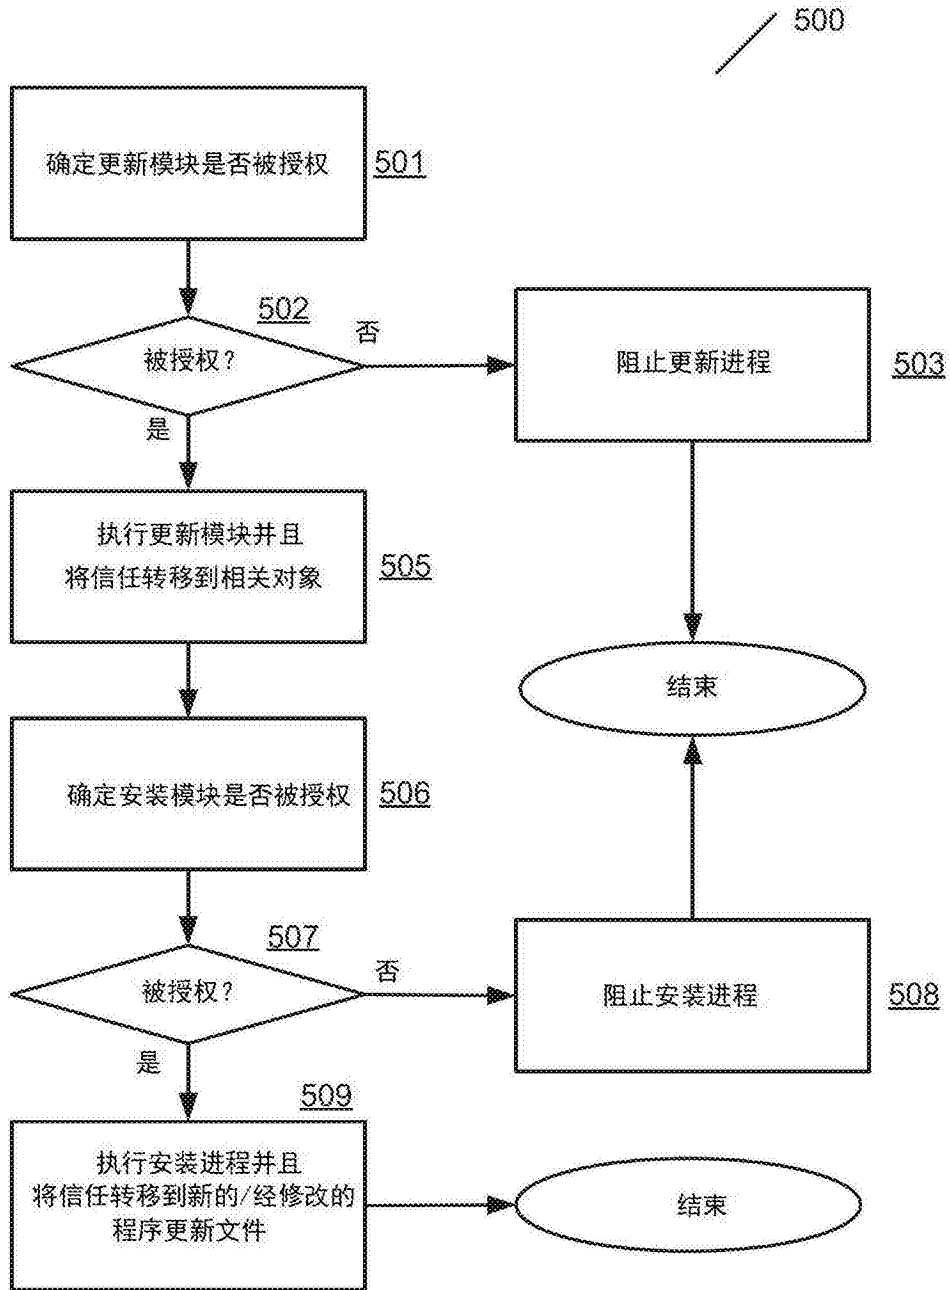 500
确定更新模块是否被授权
501
502
被授权？
否
是
阻止更新进程
503
执行更新模块并且
将信任转移到相关对象
505
结束
确定安装模块是否被授权
506
507
被授权？
否
是
阻止安装进程
508
509
执行安装进程并且
将信任转移到新的/经修改的
程序更新文件
结束